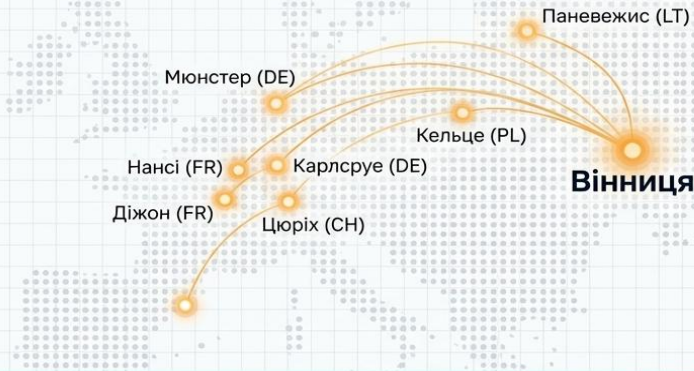 Паневежис (LT)
Мюнстер (DE)
Кельце (PL)
Нансі (FR)
Карлсруе (DE)
Вінниця
Діжон (FR)
Цюріх (CH)